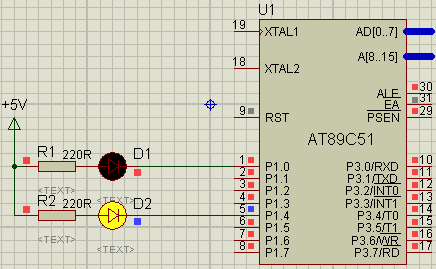 U1
19 XTAL1 AD[0..7]
A[8..15]
18 XTAL2
ALE 30
EA 31
9 RST PSEN 29
+5V
AT89C51
R1 220R D1
1 P1.0 P3.0/RXD 10
2 P1.1 P3.1/TXD 11
<TEXT> <TEXT> 3 P1.2 P3.2/INT0 12
R2 220R D2
4 P1.3 P3.3/INT1 13
5 P1.4 P3.4/T0 14
6 P1.5 P3.5/T1 15
<TEXT> <TEXT> 7 P1.6 P3.6/WR 16
8 P1.7 P3.7/RD 17